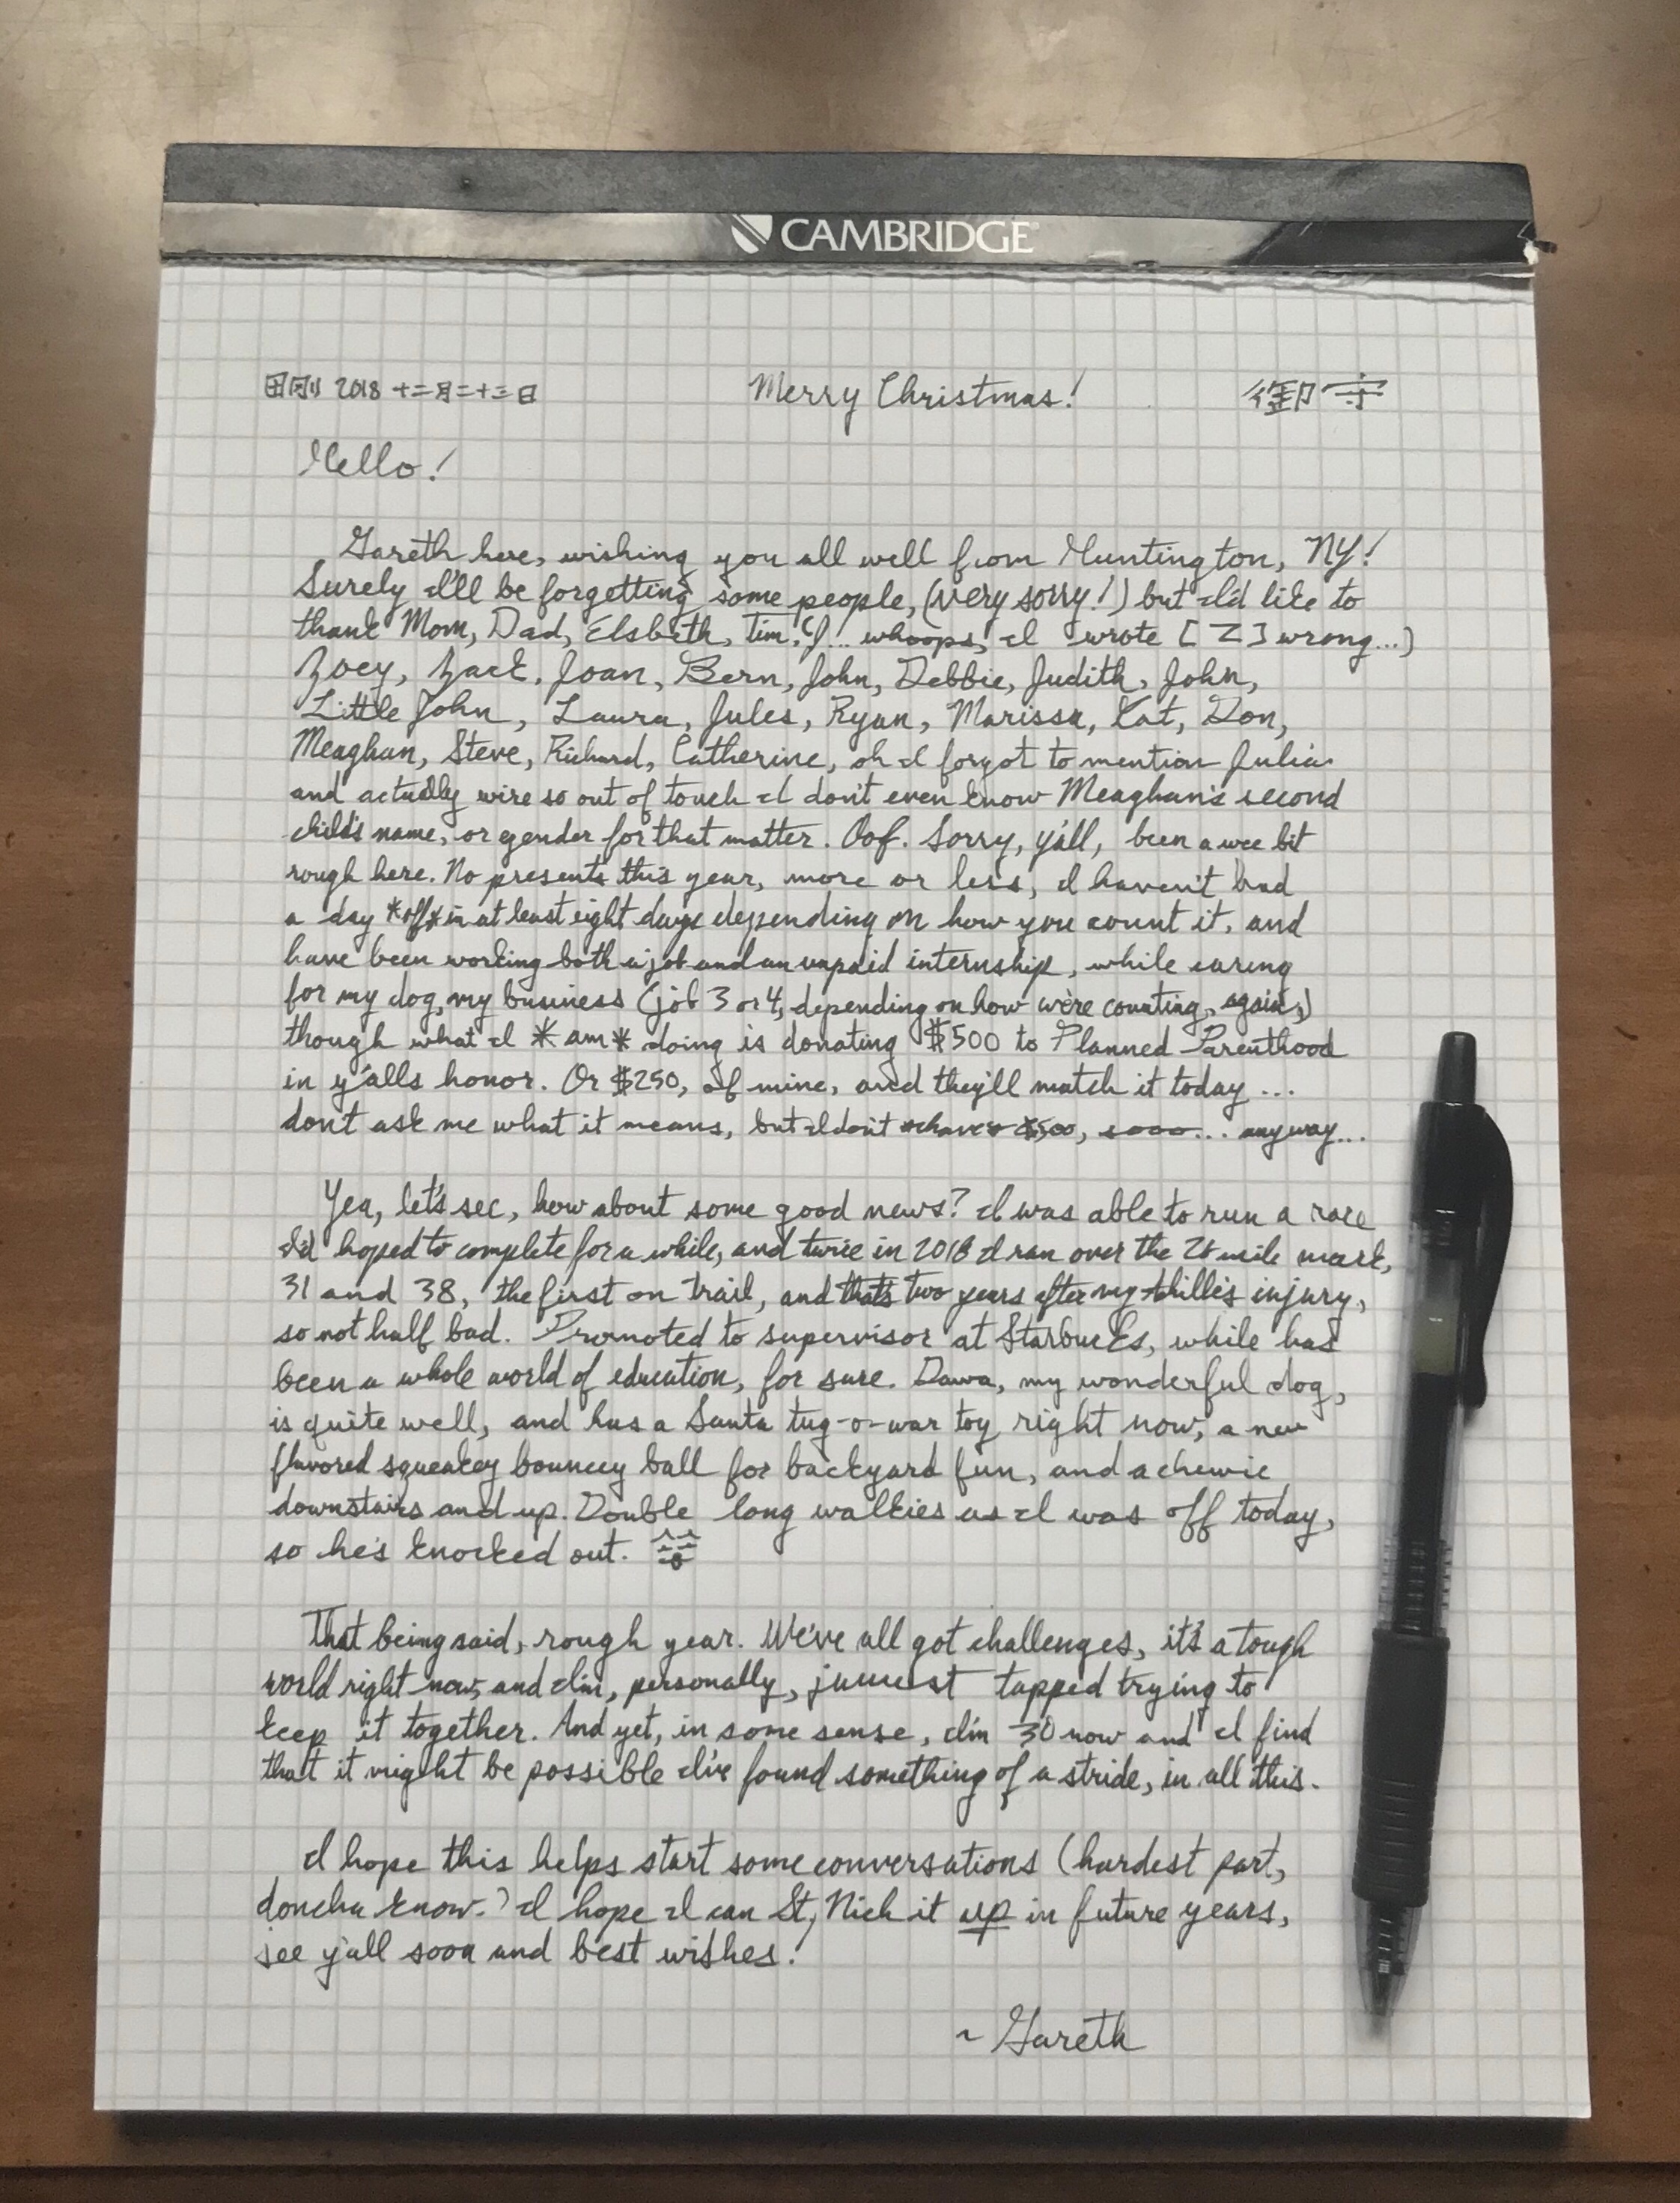 CAMBRIDGE
田刚 2018 十二月二十三日 Merry Christmas! 御守
Hello!
Gareth here, wishing you all well from Huntington, NY!
Surely I'll be forgetting some people, (very sorry!) but I'd like to
thank Mom, Dad, Elsbeth, Tim, (... whoops, I wrote [Z] wrong...)
Zoey, Zack, Joan, Bern, John, Debbie, Judith, John,
Little John, Laura, Jules, Ryan, Marissa, Kat, Don,
Meaghan, Steve, Richard, Catherine, oh I forgot to mention Julia
and actually we're so out of touch I don't even know Meaghan's second
child's name, or gender for that matter. Oof. Sorry, y'all, been a wee bit
rough here. No presents this year, more or less, I haven't had
a day *off* in at least eight days depending on how you count it, and
have been working both a job and an unpaid internship, while caring
for my dog, my business (job 3 or 4, depending on how we're counting, again,)
though what I *am* doing is donating $500 to Planned Parenthood
in y'alls honor. Or $250, of mine, and they'll match it today...
don't ask me what it means, but I don't *have* $500, soooo... anyway...
Yea, let's see, how about some good news? I was able to run a race
I'd hoped to complete for a while, and twice in 2018 I ran over the 26 mile mark,
31 and 38, the first on trail, and that's two years after my achilles injury,
so not half bad. Promoted to supervisor at Starbucks, while has
been a whole world of education, for sure. Dawa, my wonderful dog,
is quite well, and has a Santa tug-o-war toy right now, a new
flavored squeakey bouncey ball for backyard fun, and a chewie
downstairs and up. Double long walkies as I was off today,
so he's knocked out.
That being said, rough year. We've all got challenges, it's a tough
world right now, and I'm, personally, juuuust tapped trying to
keep it together. And yet, in some sense, I'm 30 now and I find
that it might be possible I've found something of a stride, in all this.
I hope this helps start some conversations (hardest part,
doncha know?) I hope I can St, Nick it up in future years,
see y'all soon and best wishes!
~ Gareth